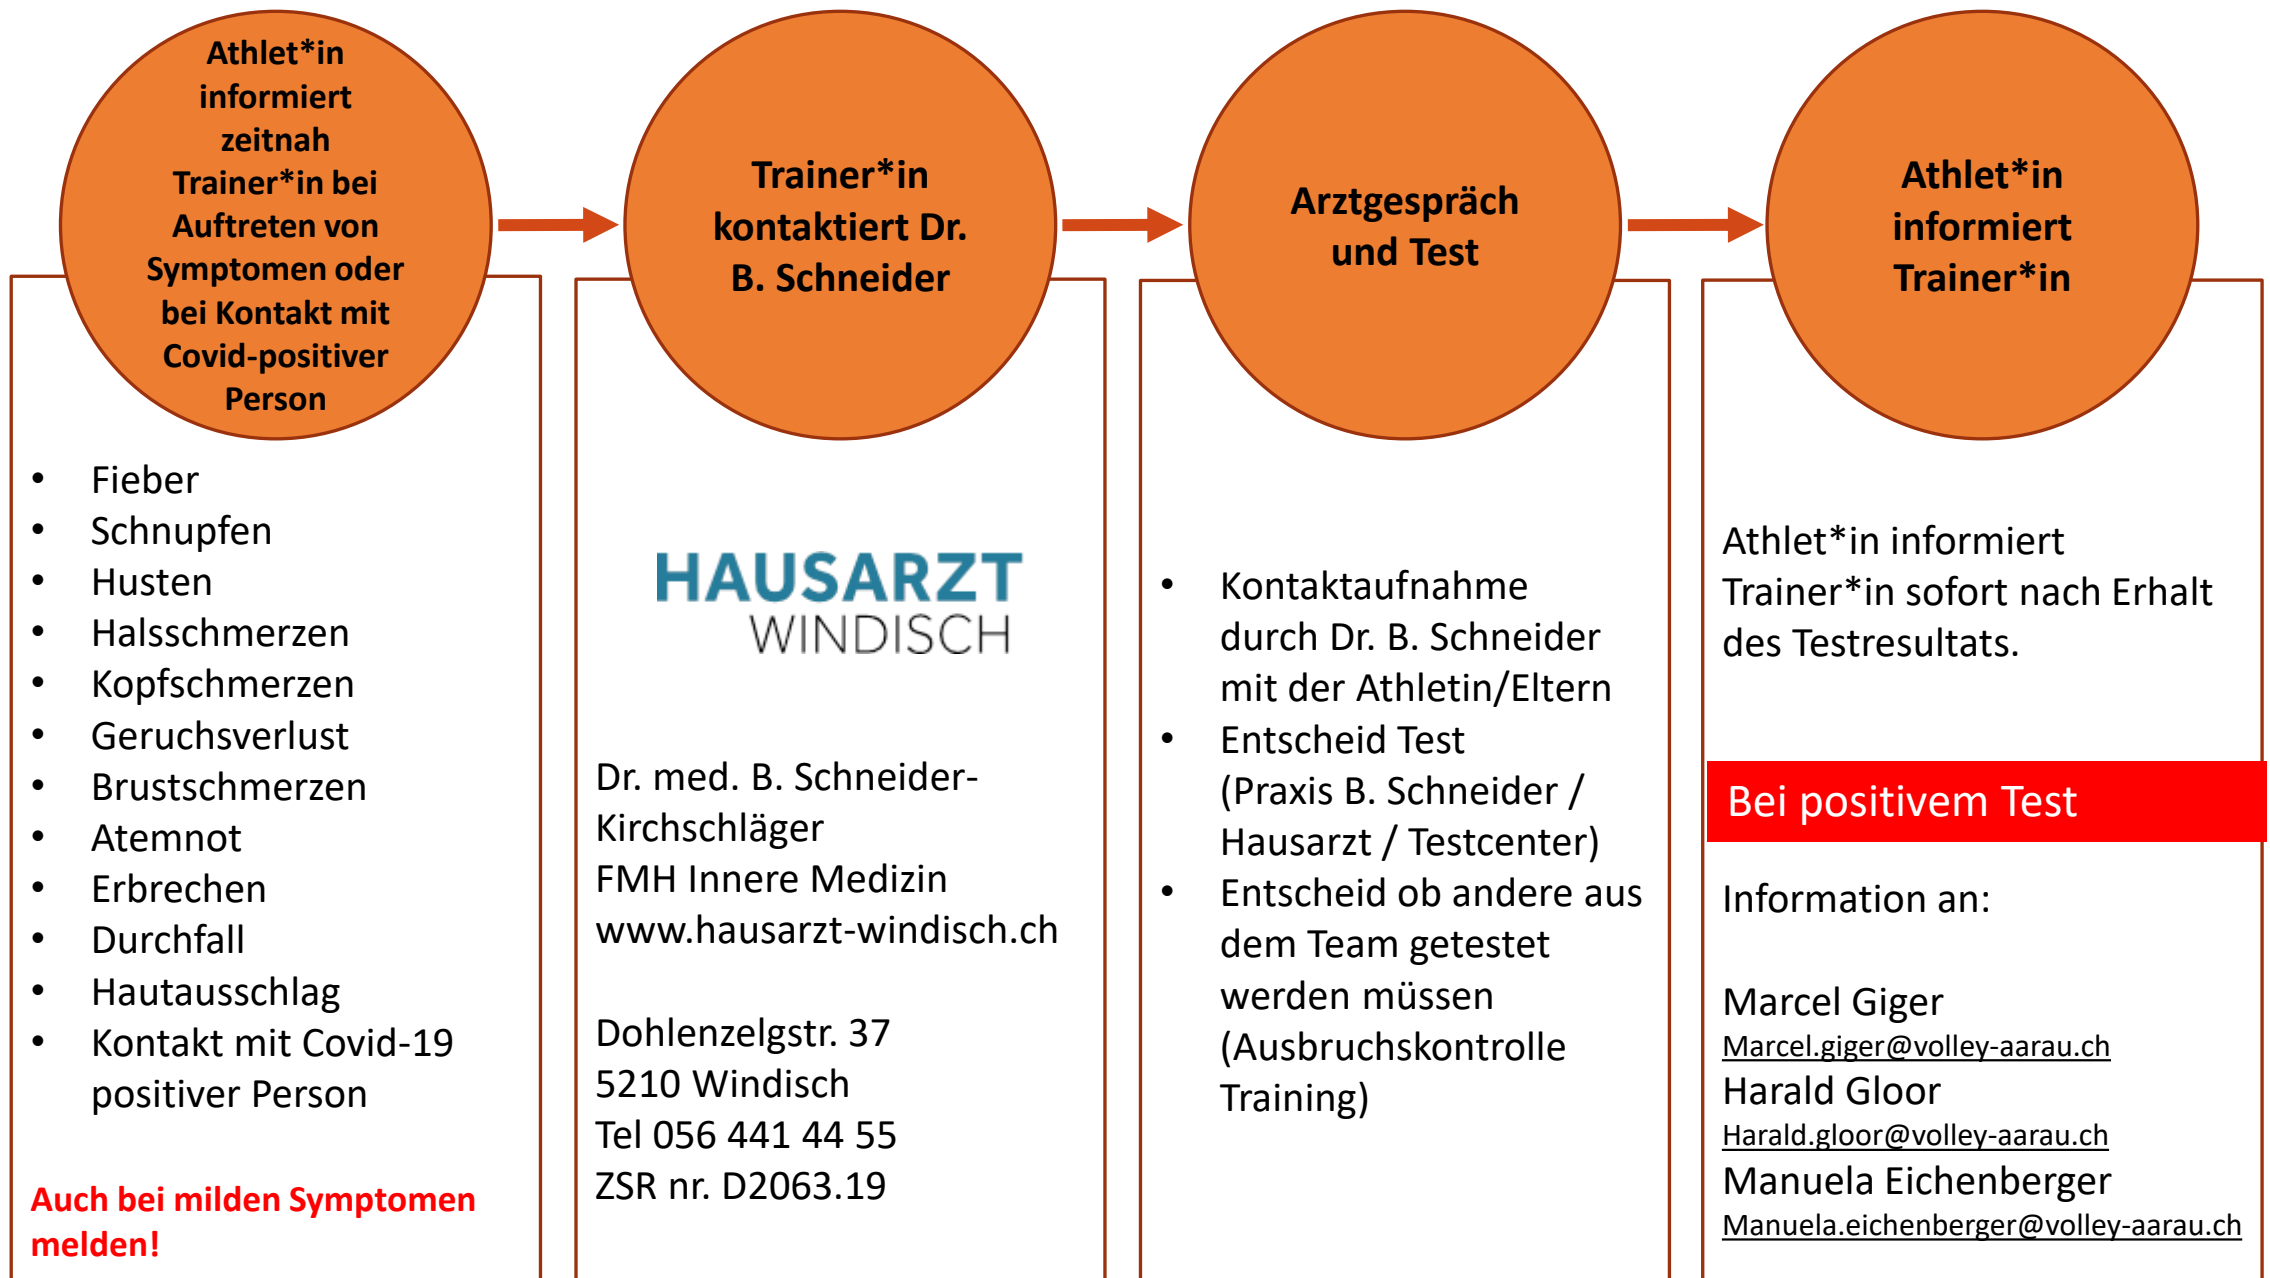 Athlet*in
informiert
zeitnah
Trainer*in bei
Auftreten von
Symptomen oder
bei Kontakt mit
Covid-positiver
Person
• Fieber
• Schnupfen
• Husten
• Halsschmerzen
• Kopfschmerzen
• Geruchsverlust
• Brustschmerzen
• Atemnot
• Erbrechen
• Durchfall
• Hautausschlag
• Kontakt mit Covid-19
positiver Person
Auch bei milden Symptomen
melden!
Trainer*in
kontaktiert Dr.
B. Schneider
HAUSARZT
WINDISCH
Dr. med. B. Schneider-
Kirchschläger
FMH Innere Medizin
www.hausarzt-windisch.ch
Dohlenzelgstr. 37
5210 Windisch
Tel 056 441 44 55
ZSR nr. D2063.19
Arztgespräch
und Test
• Kontaktaufnahme
durch Dr. B. Schneider
mit der Athletin/Eltern
• Entscheid Test
(Praxis B. Schneider /
Hausarzt / Testcenter)
• Entscheid ob andere aus
dem Team getestet
werden müssen
(Ausbruchskontrolle
Training)
Athlet*in
informiert
Trainer*in
Athlet*in informiert
Trainer*in sofort nach Erhalt
des Testresultats.
Bei positivem Test
Information an:
Marcel Giger
Marcel.giger@volley-aarau.ch
Harald Gloor
Harald.gloor@volley-aarau.ch
Manuela Eichenberger
Manuela.eichenberger@volley-aarau.ch